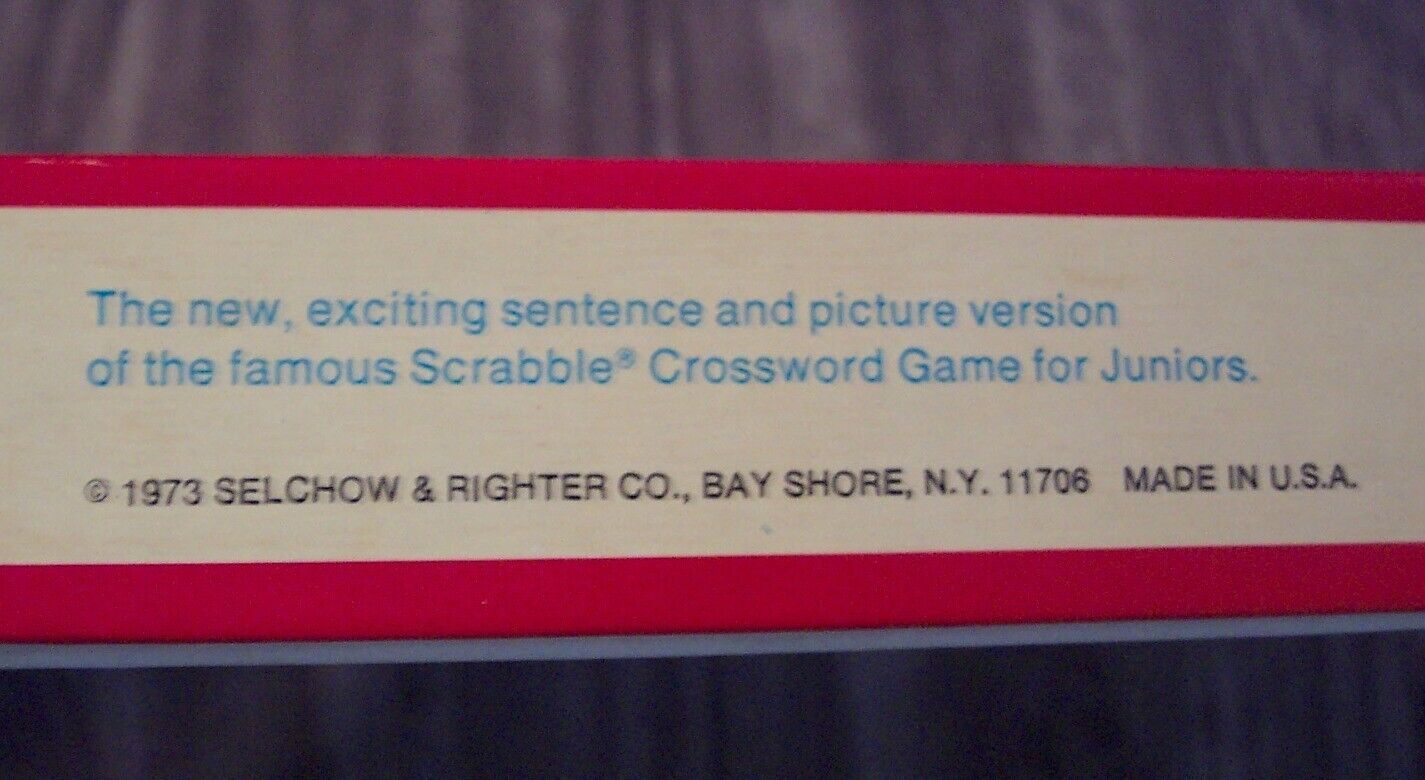 The new, exciting sentence and picture version
of the famous Scrabble® Crossword Game for Juniors.
© 1973 SELCHOW & RIGHTER CO., BAY SHORE, N.Y. 11706 MADE IN U.S.A.